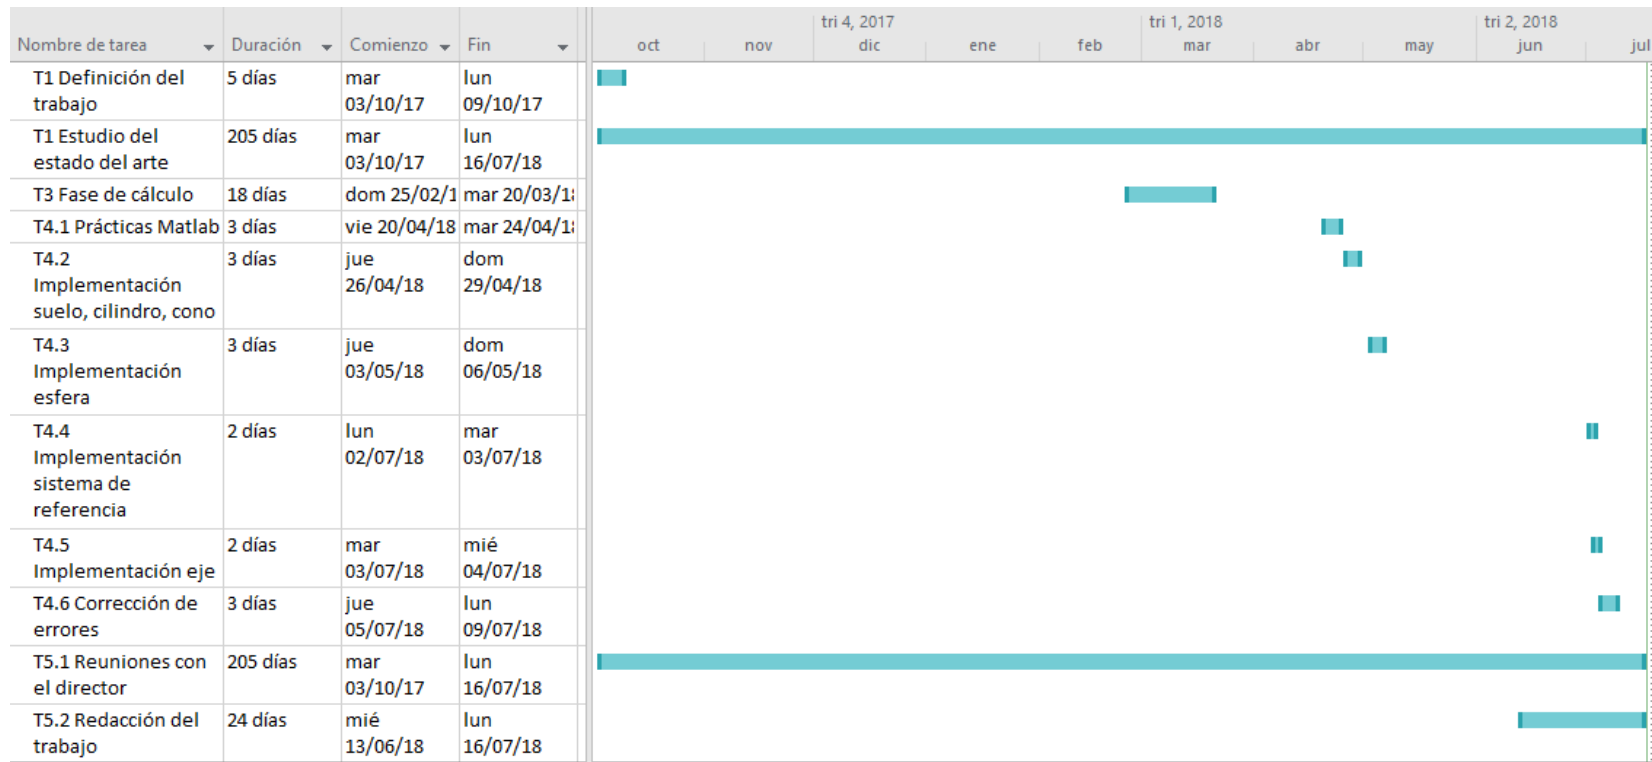 tri 4, 2017 tri 1, 2018 tri 2, 2018
Nombre de tarea Duración Comienzo Fin oct nov dic ene feb mar abr may jun jul
T1 Definición del 5 días mar lun
trabajo 03/10/17 09/10/17
T1 Estudio del 205 días mar lun
estado del arte 03/10/17 16/07/18
T3 Fase de cálculo 18 días dom 25/02/1 mar 20/03/1
T4.1 Prácticas Matlab 3 días vie 20/04/18 mar 24/04/1
T4.2 3 días jue dom
Implementación 26/04/18 29/04/18
suelo, cilindro, cono
T4.3 3 días jue dom
Implementación 03/05/18 06/05/18
esfera
T4.4 2 días lun mar
Implementación 02/07/18 03/07/18
sistema de
referencia
T4.5 2 días mar mié
Implementación eje 03/07/18 04/07/18
T4.6 Corrección de 3 días jue lun
errores 05/07/18 09/07/18
T5.1 Reuniones con 205 días mar lun
el director 03/10/17 16/07/18
T5.2 Redacción del 24 días mié lun
trabajo 13/06/18 16/07/18